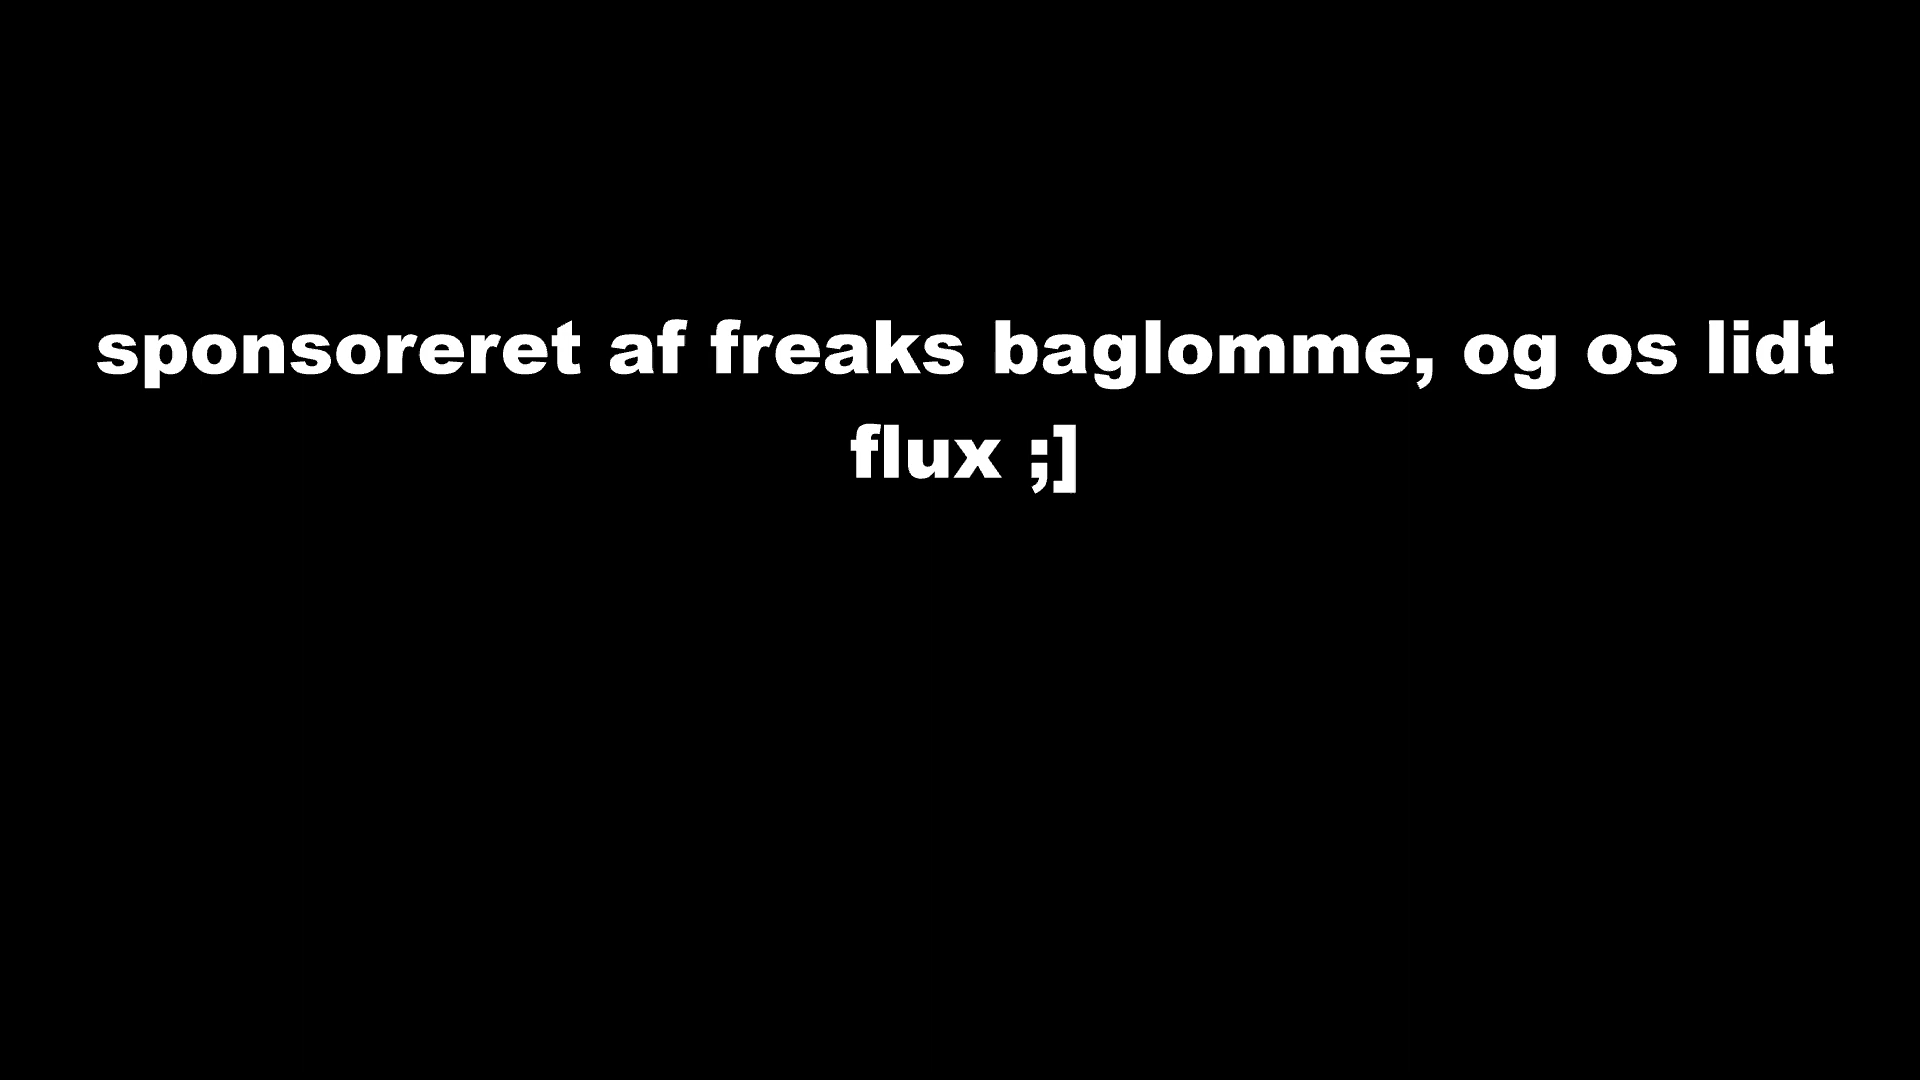 sponsoreret af freaks baglomme, og os lidt
flux ;]